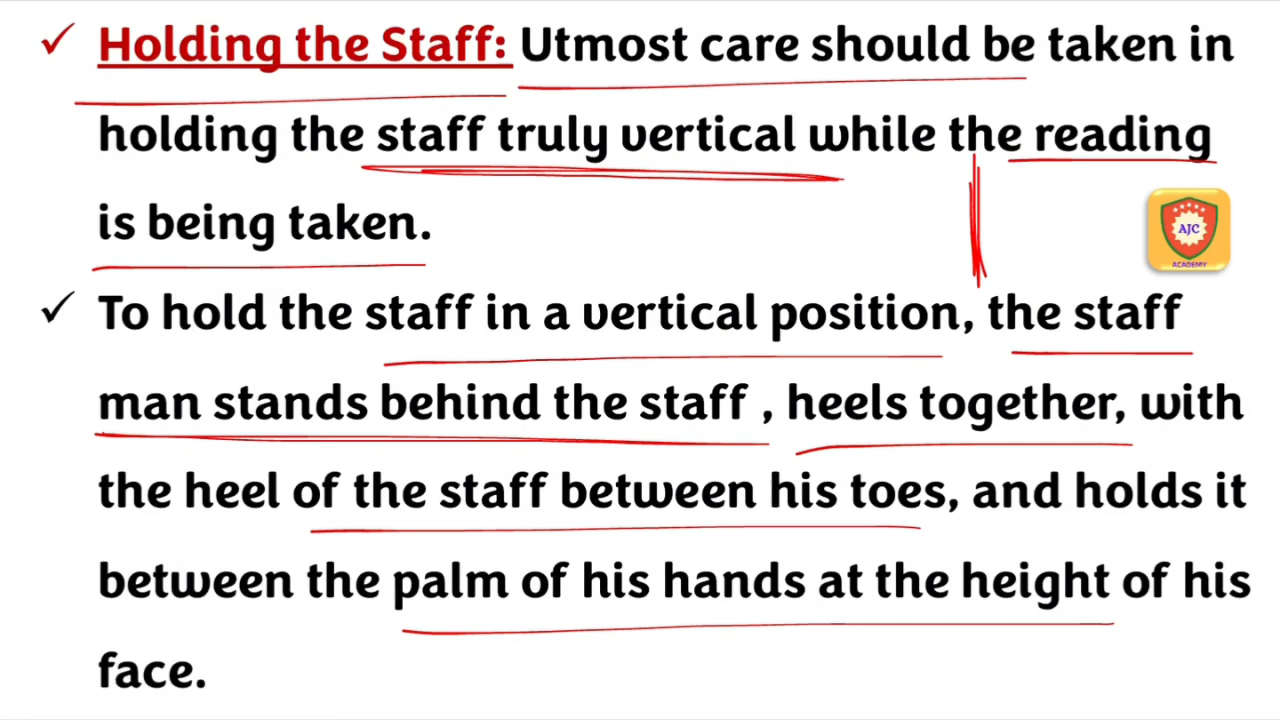 ✓ Holding the Staff: Utmost care should be taken in
holding the staff truly vertical while the reading
is being taken.
AJC
ACADEMY
✓ To hold the staff in a vertical position, the staff
man stands behind the staff , heels together, with
the heel of the staff between his toes, and holds it
between the palm of his hands at the height of his
face.